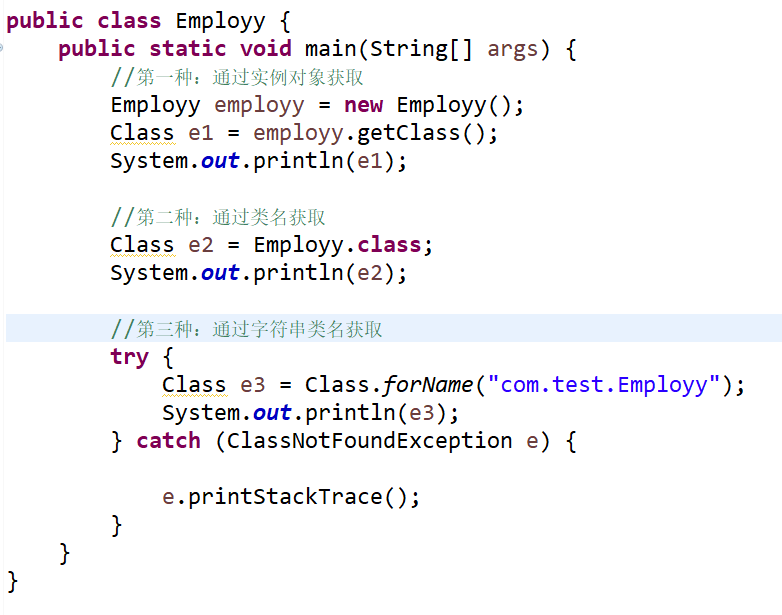 public class Employy {
public static void main(String[] args) {
//第一种：通过实例对象获取
Employy employy = new Employy();
Class e1 = employy.getClass();
System.out.println(e1);
//第二种：通过类名获取
Class e2 = Employy.class;
System.out.println(e2);
//第三种：通过字符串类名获取
try {
Class e3 = Class.forName("com.test.Employy");
System.out.println(e3);
} catch (ClassNotFoundException e) {
e.printStackTrace();
}
}
}